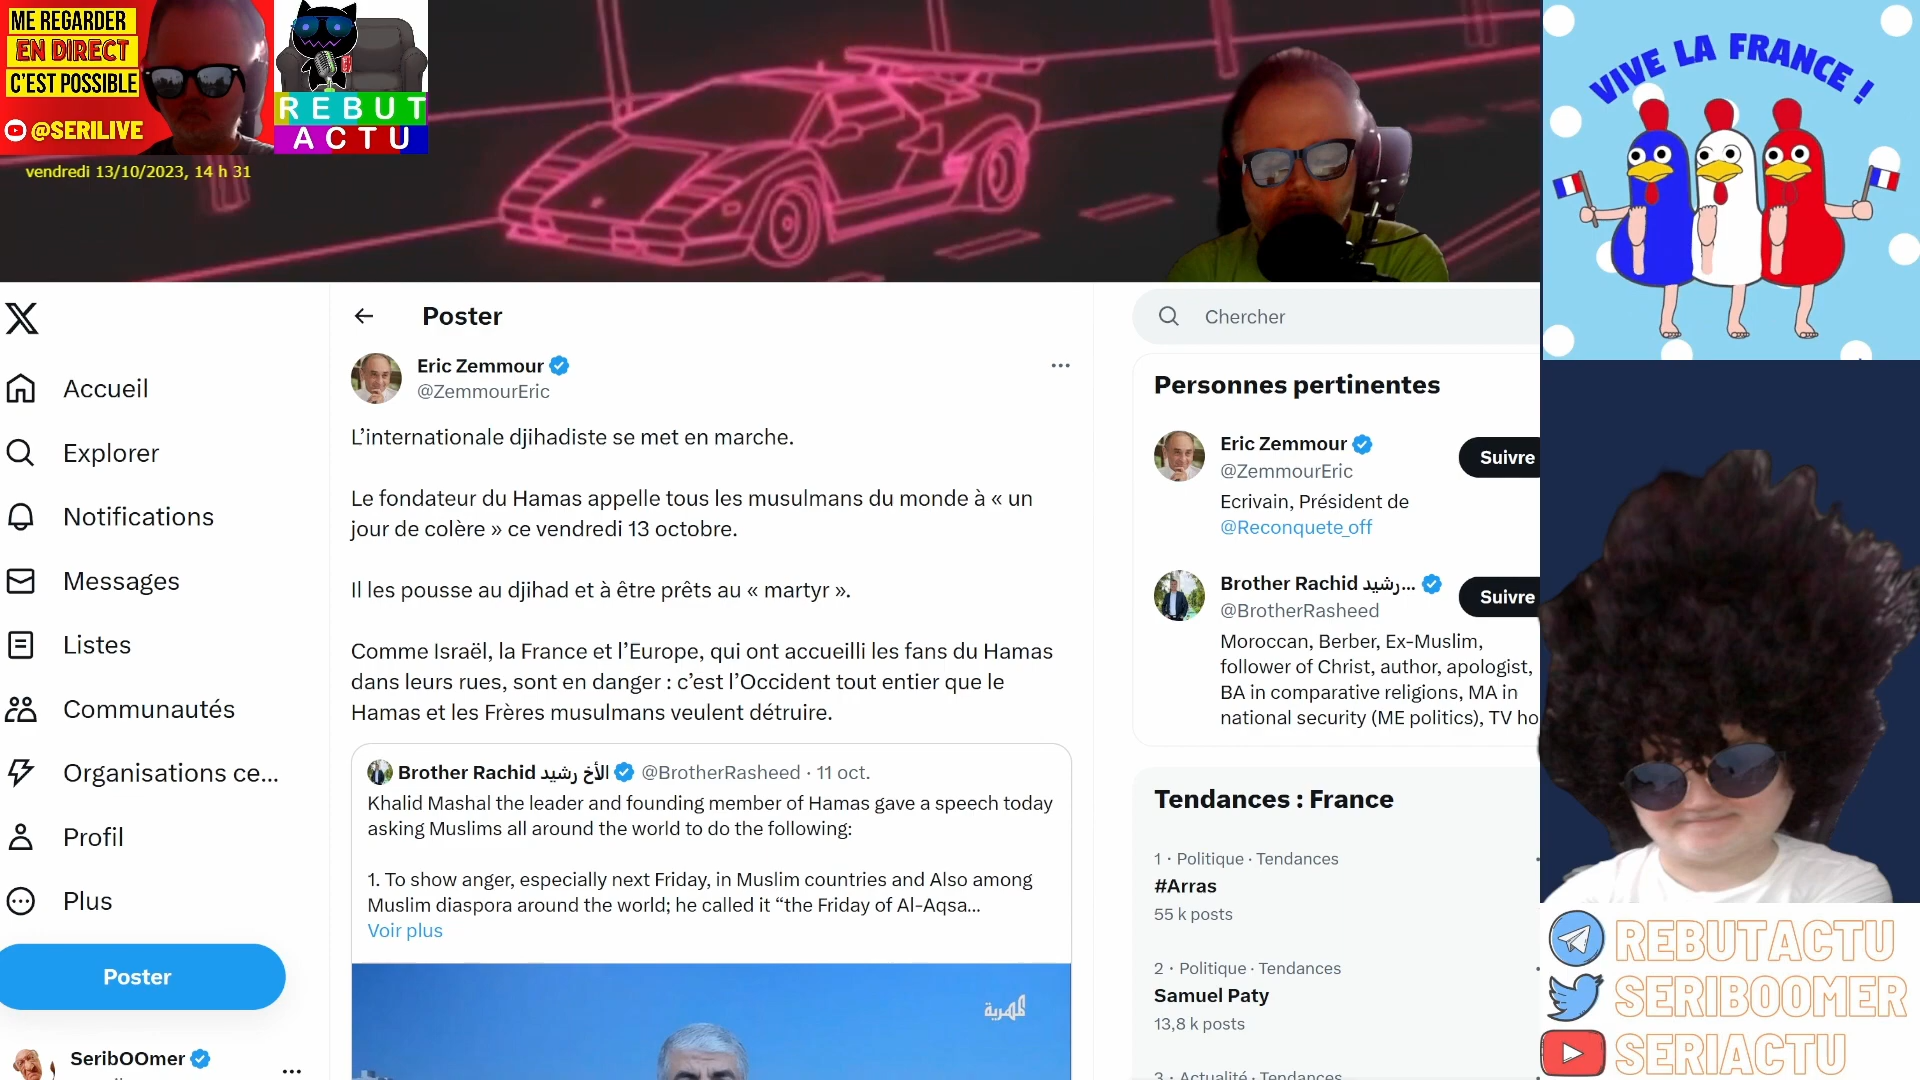 ME REGARDER
EN DIRECT
C'EST POSSIBLE
@SERILIVE
REBUT
ACTU
vendredi 13/10/2023, 14 h 31
VIVE LA FRANCE !
Accueil
Explorer
Notifications
Messages
Listes
Communautés
Organisations ce...
Profil
Plus
Poster
SeribOOmer
Poster
Eric Zemmour
@ZemmourEric
L’internationale djihadiste se met en marche.
Le fondateur du Hamas appelle tous les musulmans du monde à « un
jour de colère » ce vendredi 13 octobre.
Il les pousse au djihad et à être prêts au « martyr ».
Comme Israël, la France et l’Europe, qui ont accueilli les fans du Hamas
dans leurs rues, sont en danger : c’est l’Occident tout entier que le
Hamas et les Frères musulmans veulent détruire.
Brother Rachid الأخ رشيد @BrotherRasheed · 11 oct.
Khalid Mashal the leader and founding member of Hamas gave a speech today
asking Muslims all around the world to do the following:
1. To show anger, especially next Friday, in Muslim countries and Also among
Muslim diaspora around the world; he called it “the Friday of Al-Aqsa...
Voir plus
المهرية
Chercher
Personnes pertinentes
Eric Zemmour
@ZemmourEric
Suivre
Ecrivain, Président de
@Reconquete_off
Brother Rachid رشيد...
@BrotherRasheed
Suivre
Moroccan, Berber, Ex-Muslim,
follower of Christ, author, apologist,
BA in comparative religions, MA in
national security (ME politics), TV ho
Tendances : France
1 · Politique · Tendances
#Arras
55 k posts
2 · Politique · Tendances
Samuel Paty
13,8 k posts
3 · Actualité · Tendances
REBUTACTU
SERIBOOMER
SERIACTU